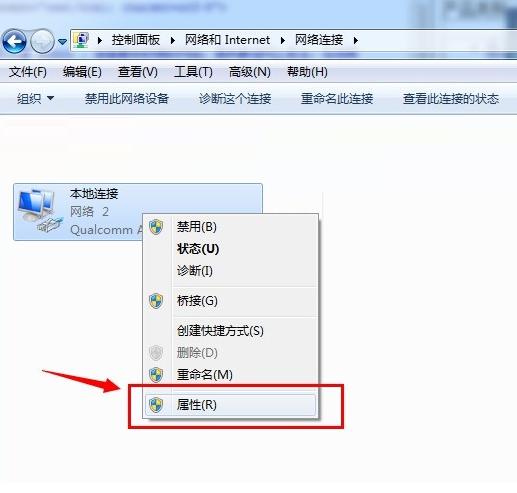 控制面板 ▸ 网络和 Internet ▸ 网络连接 ▸
文件(F) 编辑(E) 查看(V) 工具(T) 高级(N) 帮助(H)
组织 禁用此网络设备 诊断这个连接 重命名此连接 查看此连接的状态
本地连接
网络 2
Qualcomm A
禁用(B)
状态(U)
诊断(I)
桥接(G)
创建快捷方式(S)
删除(D)
重命名(M)
属性(R)